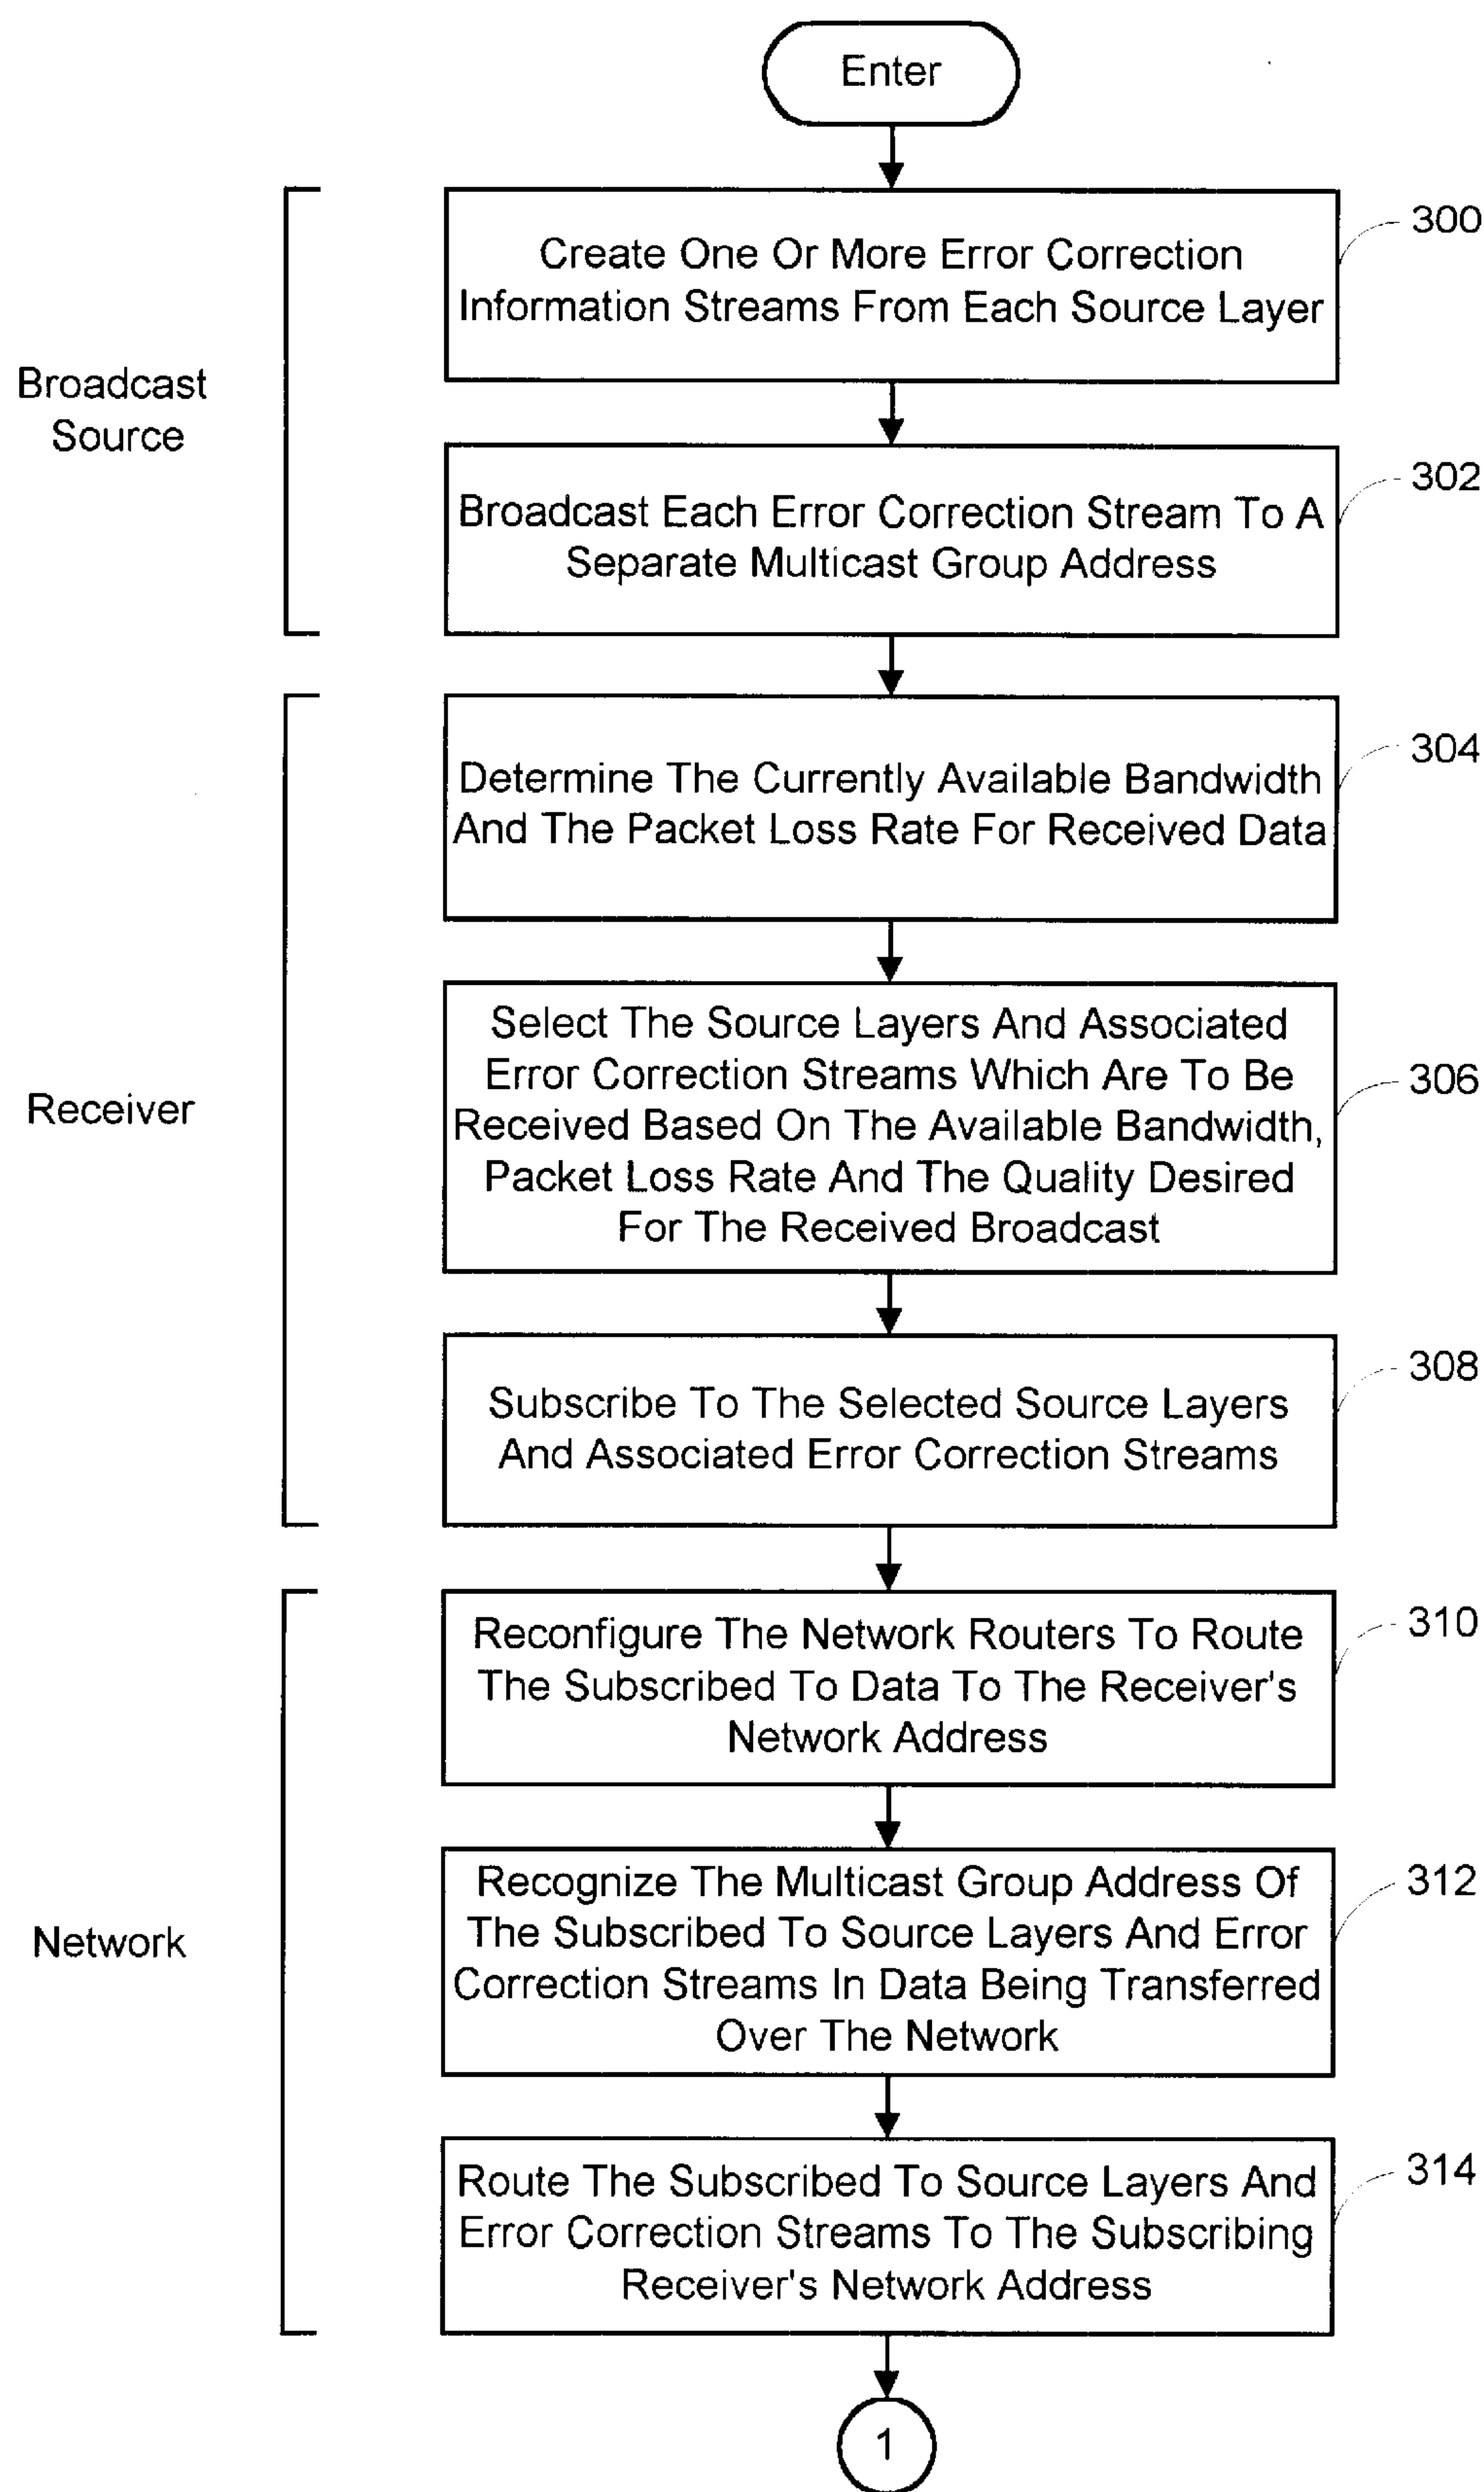 Enter
Broadcast
Source
Create One Or More Error Correction
Information Streams From Each Source Layer
300
Broadcast Each Error Correction Stream To A
Separate Multicast Group Address
302
Receiver
Determine The Currently Available Bandwidth
And The Packet Loss Rate For Received Data
304
Select The Source Layers And Associated
Error Correction Streams Which Are To Be
Received Based On The Available Bandwidth,
Packet Loss Rate And The Quality Desired
For The Received Broadcast
306
Subscribe To The Selected Source Layers
And Associated Error Correction Streams
308
Network
Reconfigure The Network Routers To Route
The Subscribed To Data To The Receiver's
Network Address
310
Recognize The Multicast Group Address Of
The Subscribed To Source Layers And Error
Correction Streams In Data Being Transferred
Over The Network
312
Route The Subscribed To Source Layers And
Error Correction Streams To The Subscribing
Receiver's Network Address
314
1